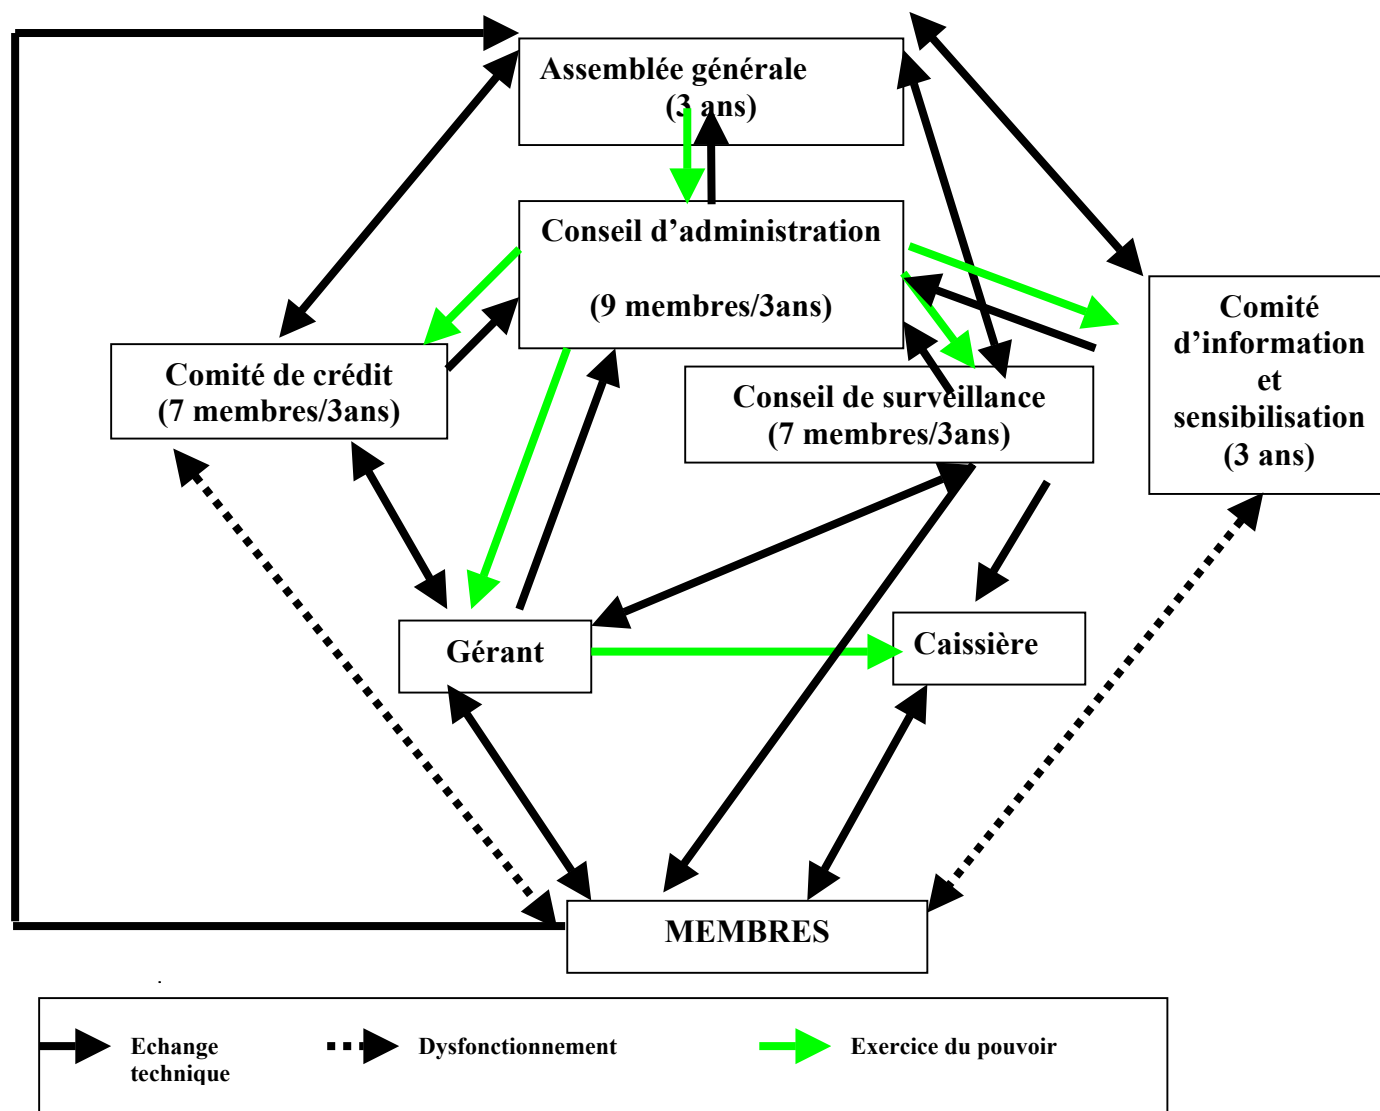 Assemblée générale
(3 ans)
Conseil d’administration
(9 membres/3ans)
Comité
d’information
et
sensibilisation
(3 ans)
Comité de crédit
(7 membres/3ans)
Conseil de surveillance
(7 membres/3ans)
Gérant
Caissière
MEMBRES
Echange
technique
Dysfonctionnement
Exercice du pouvoir